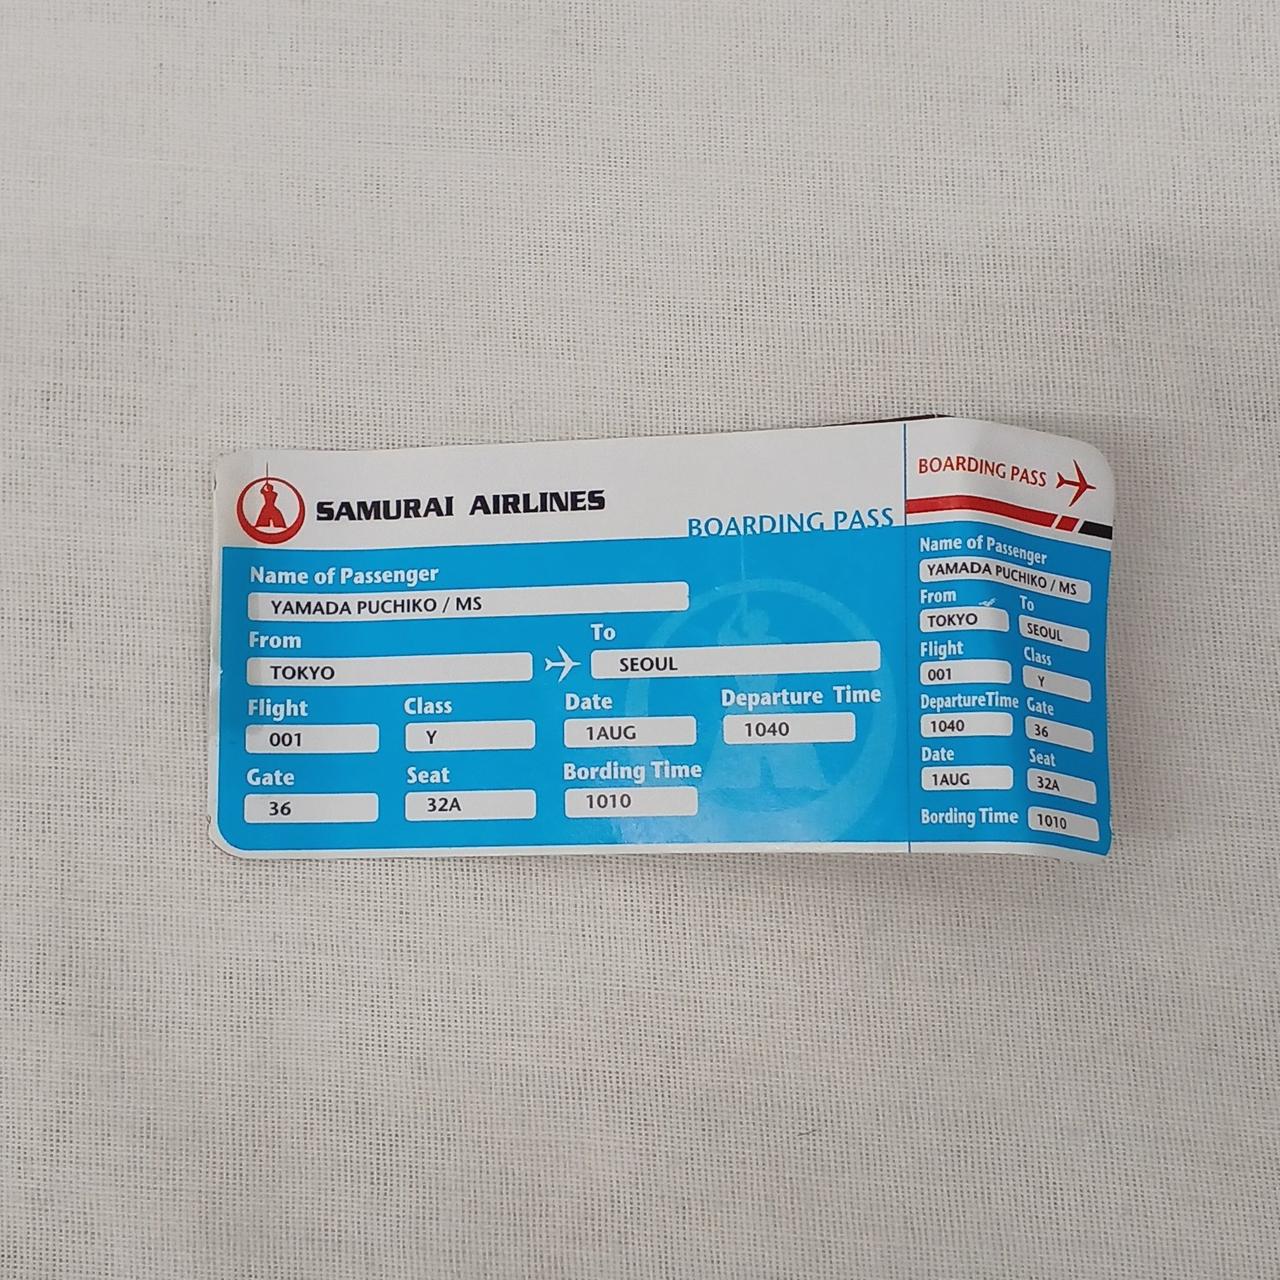 SAMURAI AIRLINES
BOARDING PASS
Name of Passenger
YAMADA PUCHIKO / MS
From To
TOKYO SEOUL
Flight Class Date Departure Time
001 Y 1AUG 1040
Gate Seat Bording Time
36 32A 1010
BOARDING PASS
Name of Passenger
YAMADA PUCHIKO / MS
From To
TOKYO SEOUL
Flight Class
001 Y
DepartureTime Gate
1040 36
Date Seat
1AUG 32A
Bording Time 1010